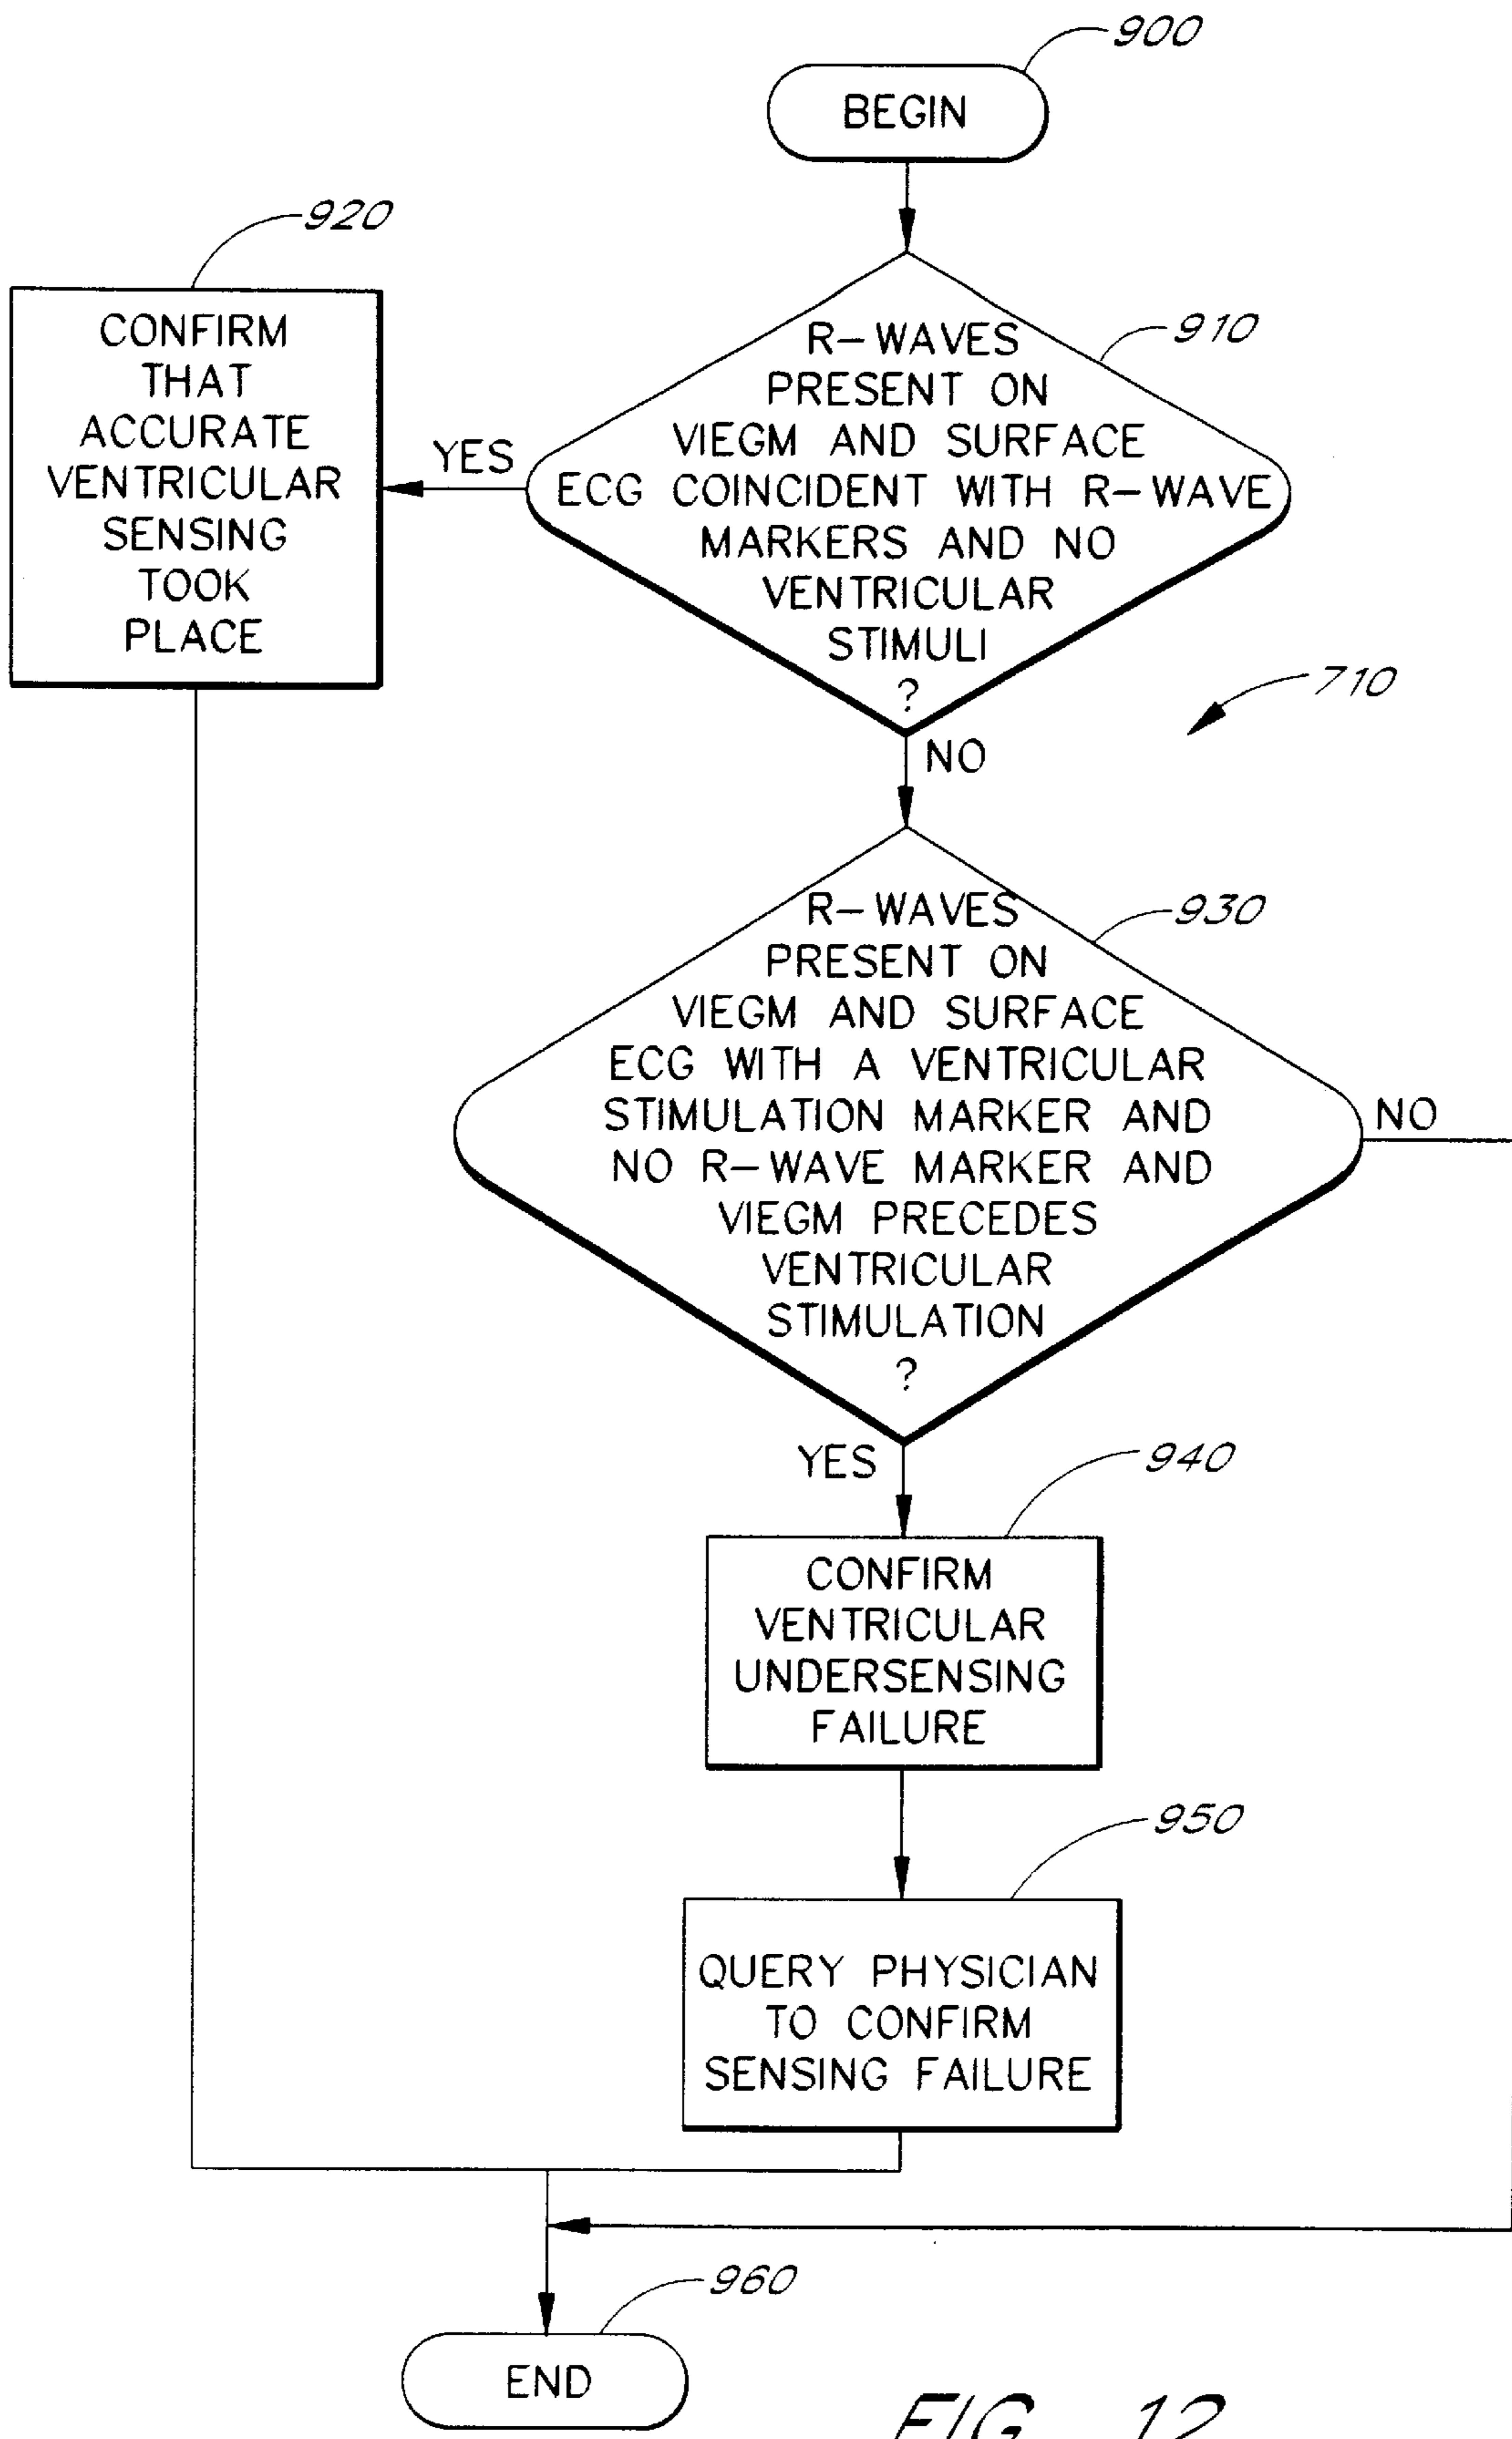 900
BEGIN
920
CONFIRM
THAT
ACCURATE
VENTRICULAR
SENSING
TOOK
PLACE
YES
910
R-WAVES
PRESENT ON
VIEGM AND SURFACE
ECG COINCIDENT WITH R-WAVE
MARKERS AND NO
VENTRICULAR
STIMULI
?
710
NO
930
R-WAVES
PRESENT ON
VIEGM AND SURFACE
ECG WITH A VENTRICULAR
STIMULATION MARKER AND
NO R-WAVE MARKER AND
VIEGM PRECEDES
VENTRICULAR
STIMULATION
?
NO
YES
940
CONFIRM
VENTRICULAR
UNDERSENSING
FAILURE
950
QUERY PHYSICIAN
TO CONFIRM
SENSING FAILURE
960
END
FIG. 12